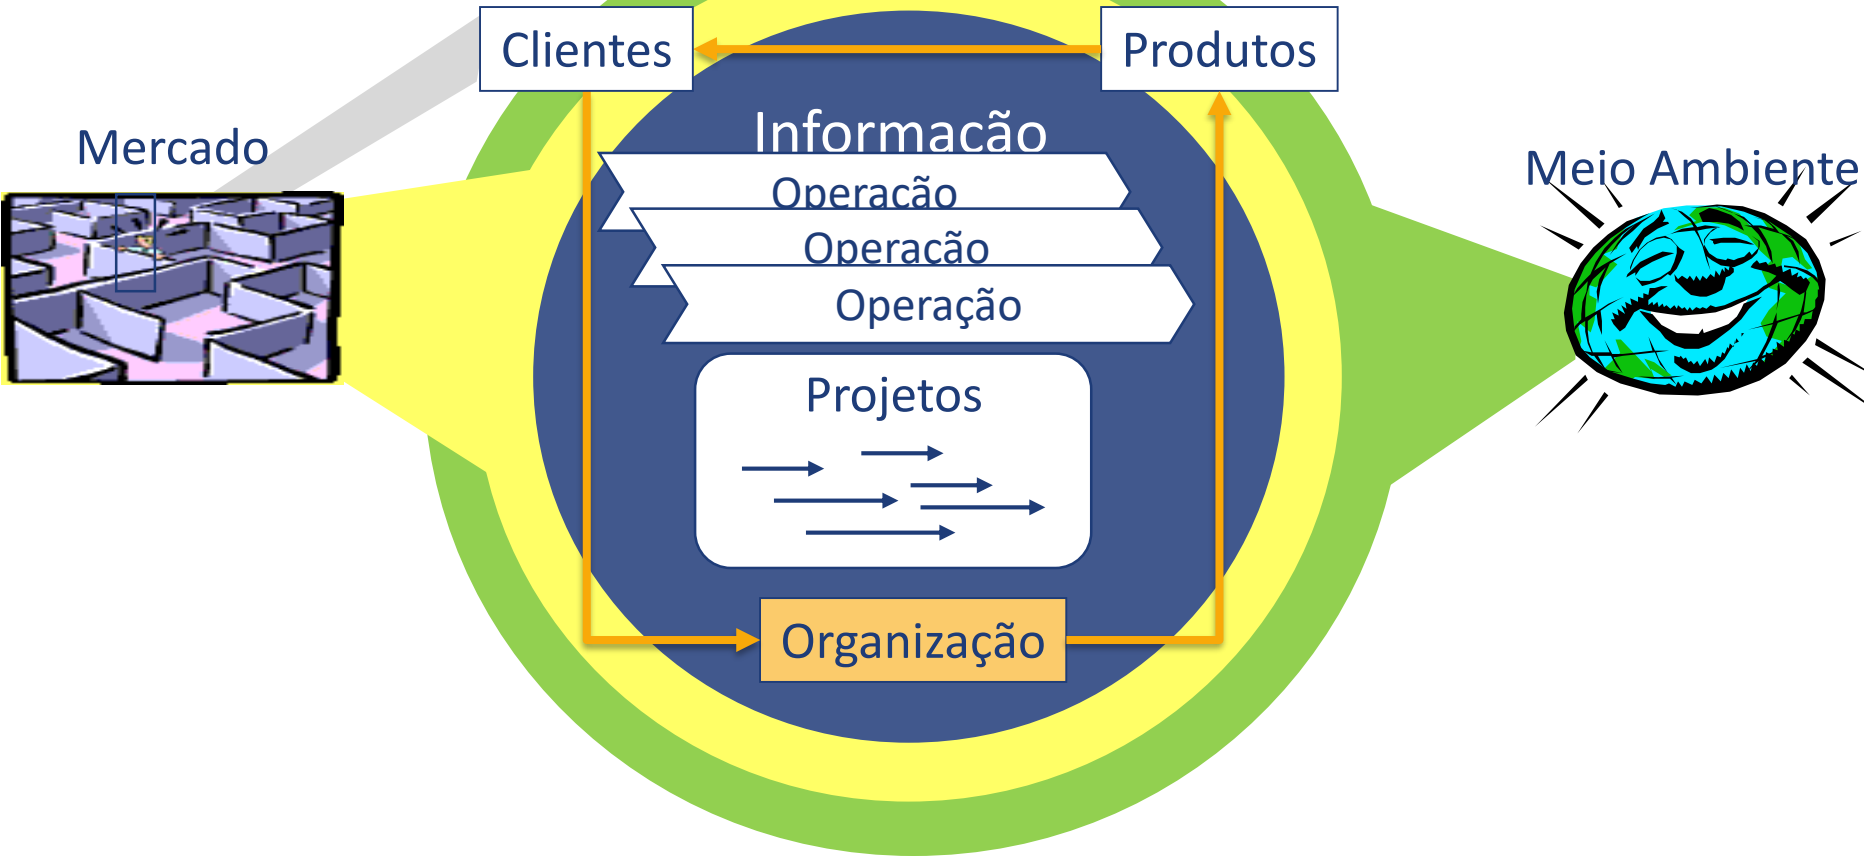 Clientes
Produtos
Informação
Mercado
Meio Ambiente
Operação
Operação
Operação
Projetos
Organização